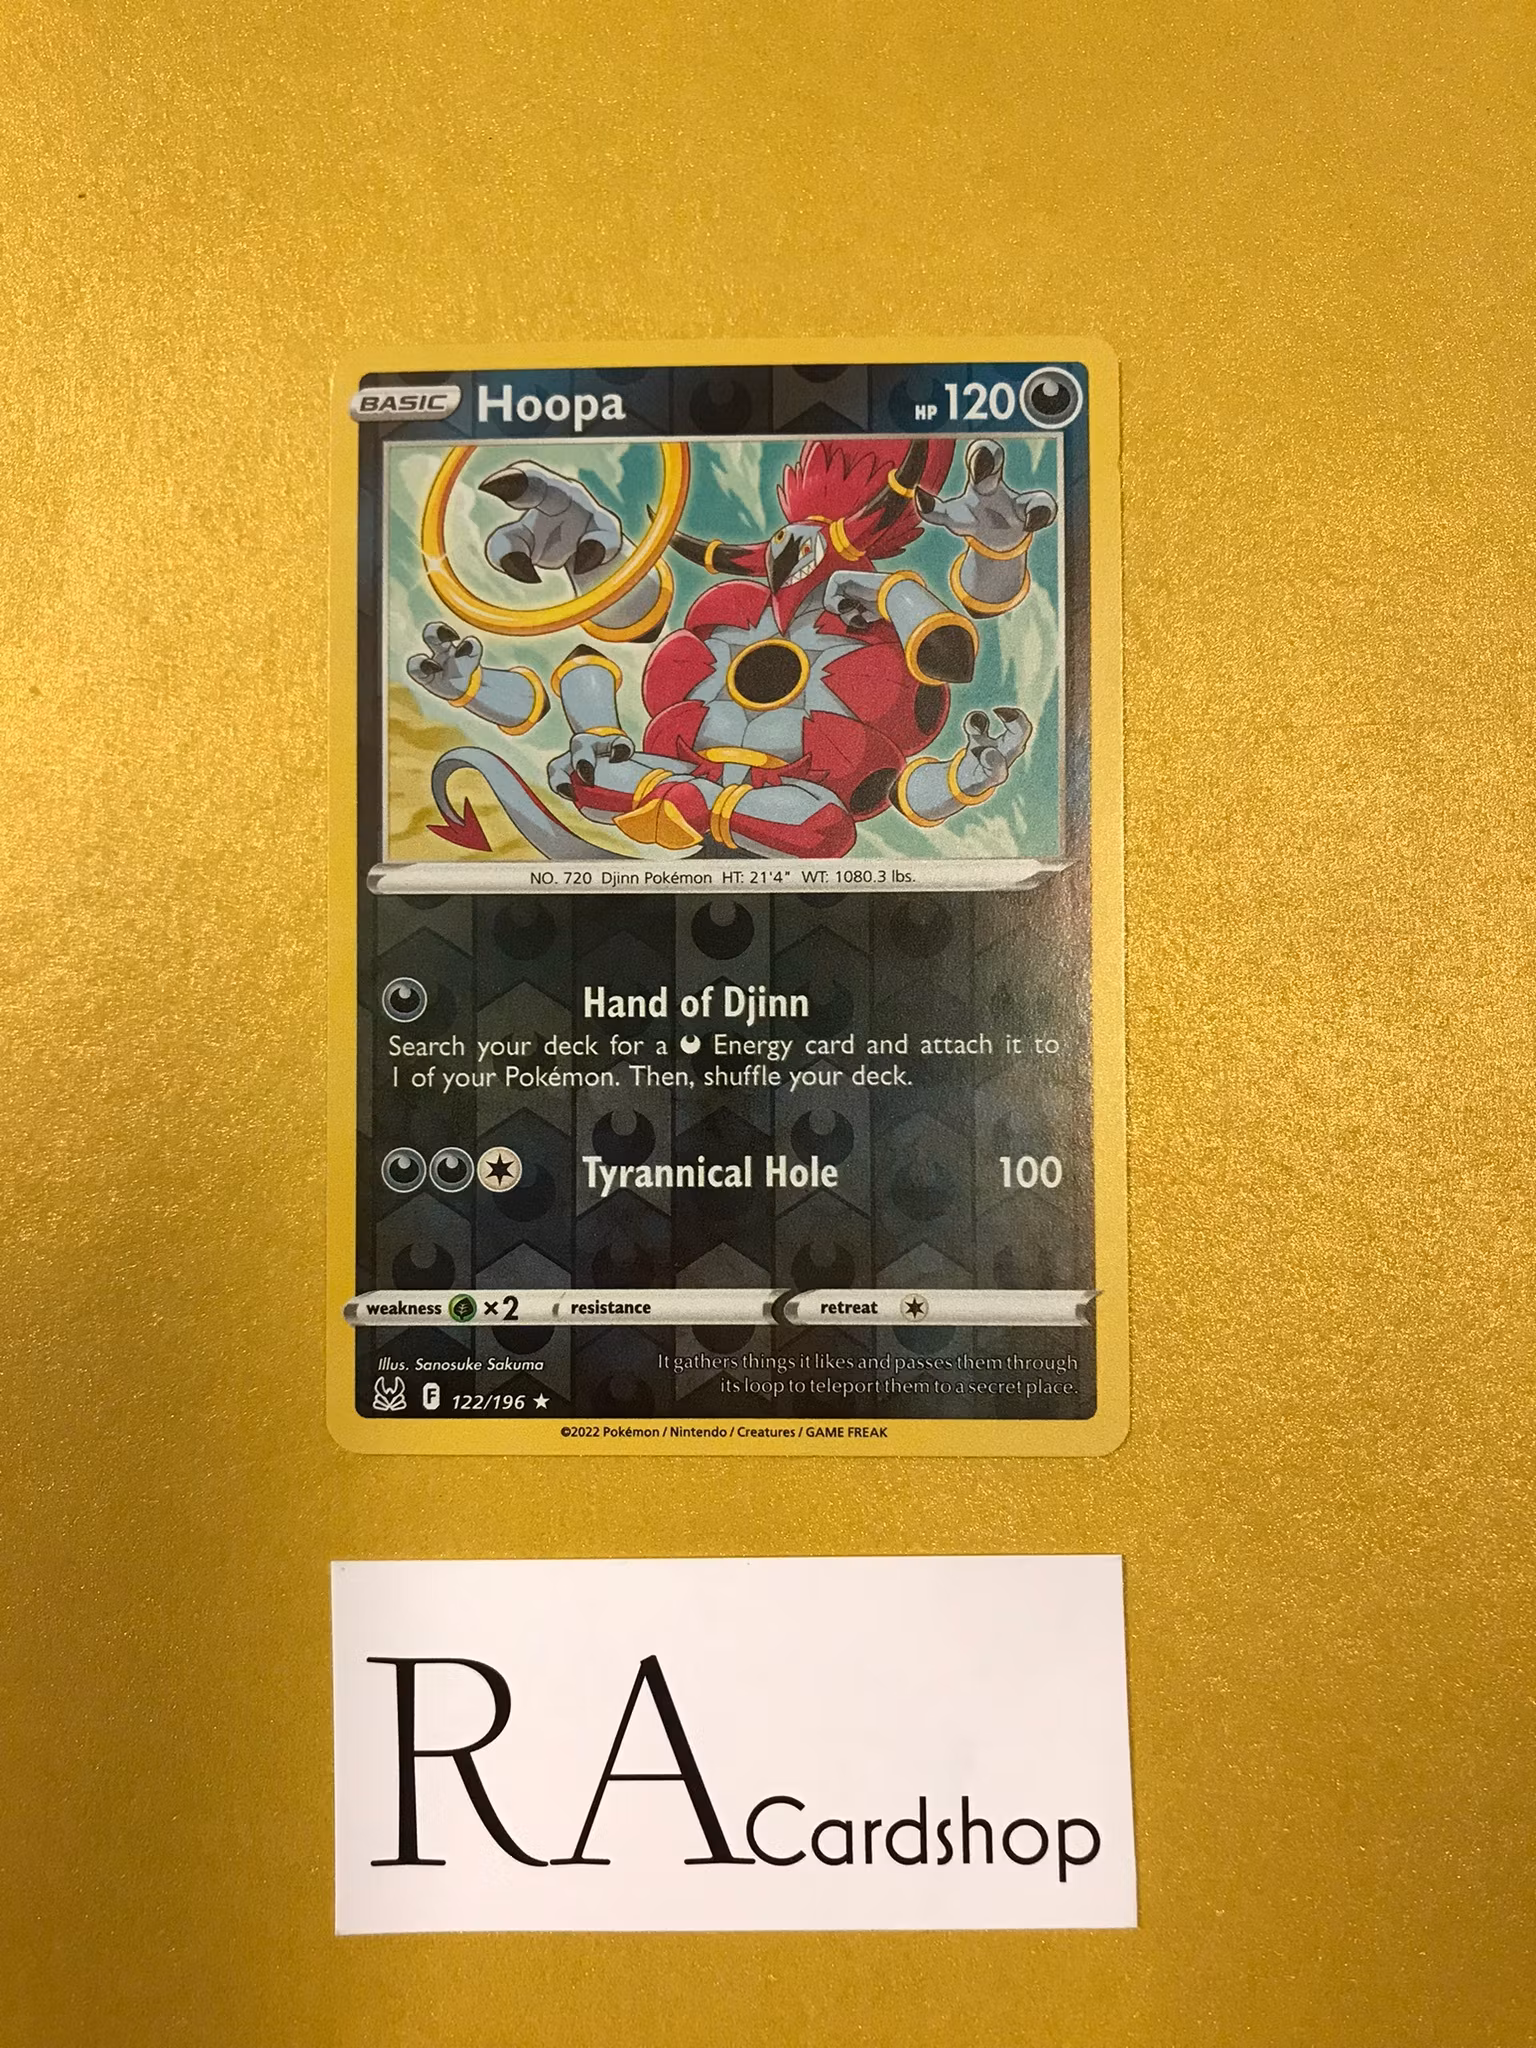 BASIC Hoopa HP 120
NO. 720 Djinn Pokémon HT: 21'4" WT: 1080.3 lbs.
Hand of Djinn
Search your deck for a Energy card and attach it to
1 of your Pokémon. Then, shuffle your deck.
Tyrannical Hole 100
weakness ×2 resistance retreat
Illus. Sanosuke Sakuma
It gathers things it likes and passes them through
its loop to teleport them to a secret place.
F 122/196 ★
©2022 Pokémon / Nintendo / Creatures / GAME FREAK
RA Cardshop